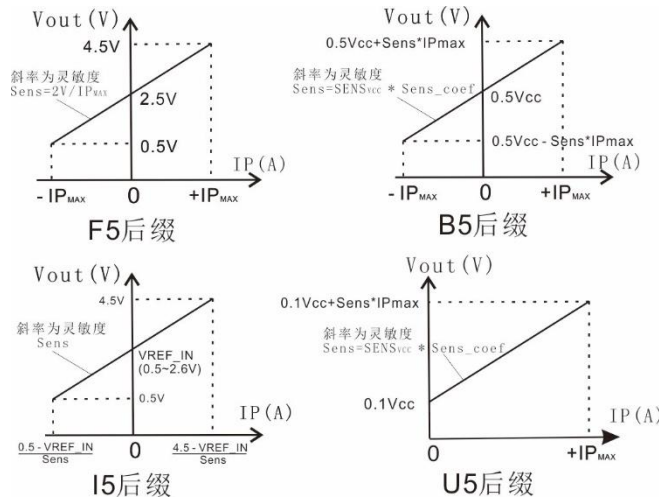 Vout(V)
4.5V
斜率为灵敏度
Sens=2V/IPMAX
2.5V
0.5V
IP(A)
- IPMAX
0
+IPMAX
F5后缀
Vout(V)
0.5Vcc+Sens*IPmax
斜率为灵敏度
Sens=SENSVCC * Sens_coef
0.5Vcc
0.5Vcc - Sens*IPmax
IP(A)
- IPMAX
0
+IPMAX
B5后缀
Vout(V)
4.5V
斜率为灵敏度
Sens
VREF_IN
(0.5~2.6V)
0.5V
IP(A)
0.5 - VREF_IN
Sens
0
4.5 - VREF_IN
Sens
I5后缀
Vout(V)
0.1Vcc+Sens*IPmax
斜率为灵敏度
Sens=SENSVCC * Sens_coef
0.1Vcc
IP(A)
0
+IPMAX
U5后缀